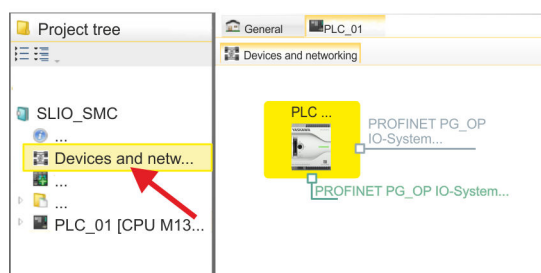 Project tree
SLIO_SMC
...
Devices and netw...
...
...
PLC_01 [CPU M13...
General
PLC_01
Devices and networking
PLC ...
YASKAWA
PROFINET PG_OP
IO-System...
PROFINET PG_OP IO-System...